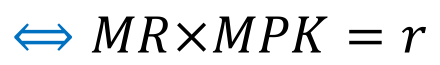 ⟺ MR×MPK = r